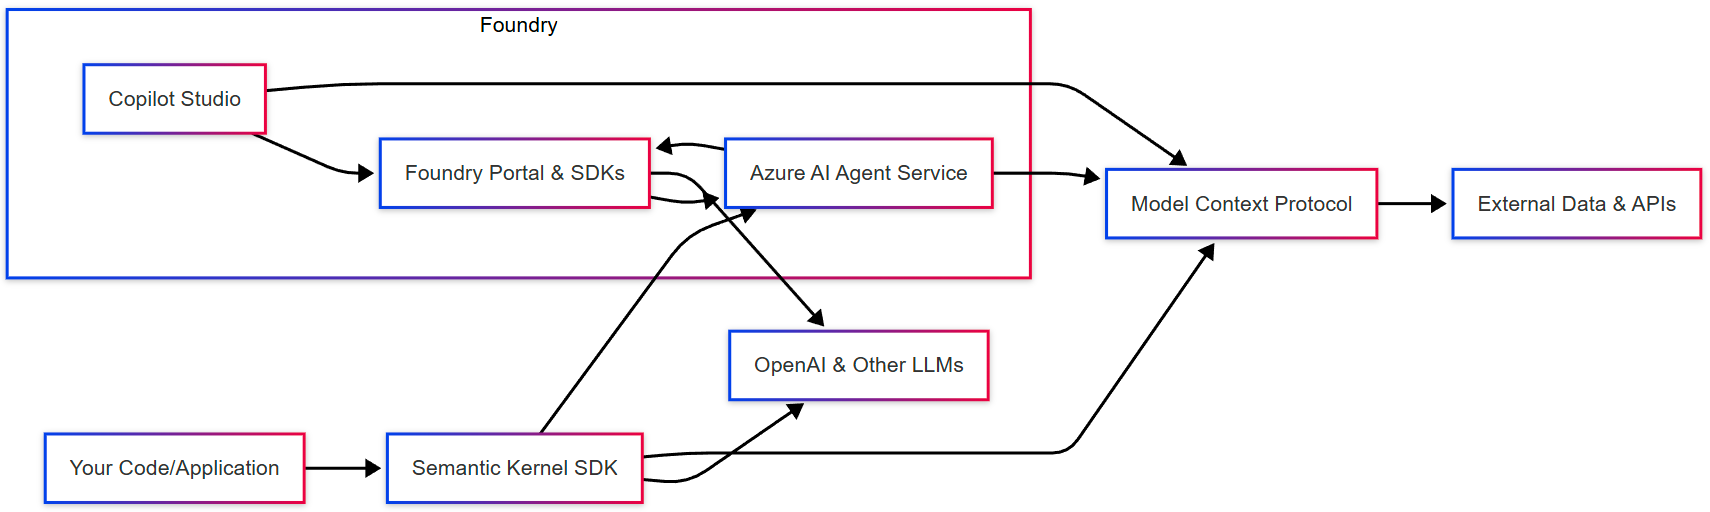 Foundry
Copilot Studio
Foundry Portal & SDKs
Azure AI Agent Service
Model Context Protocol
External Data & APIs
OpenAI & Other LLMs
Your Code/Application
Semantic Kernel SDK